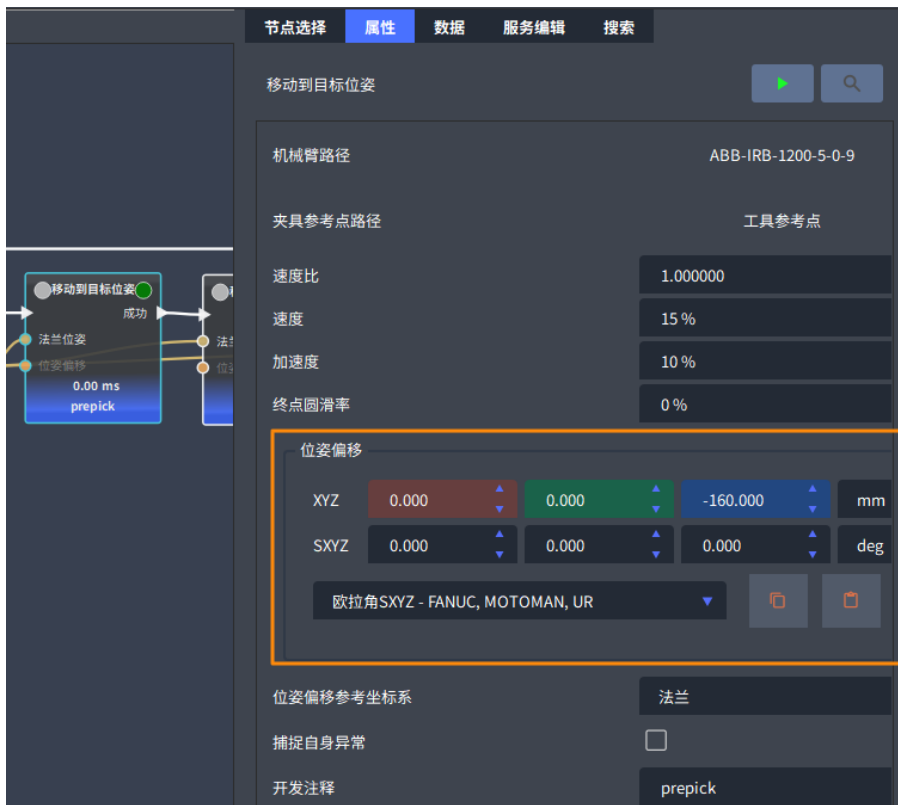 节点选择 属性 数据 服务编辑 搜索
移动到目标位姿
机械臂路径 ABB-IRB-1200-5-0-9
夹具参考点路径 工具参考点
速度比 1.000000
速度 15 %
加速度 10 %
终点圆滑率 0 %
位姿偏移
XYZ 0.000 0.000 -160.000 mm
SXYZ 0.000 0.000 0.000 deg
欧拉角SXYZ - FANUC, MOTOMAN, UR
位姿偏移参考坐标系 法兰
捕捉自身异常
开发注释 prepick
移动到目标位姿
成功
法兰位姿
位姿偏移
0.00 ms
prepick
法
位